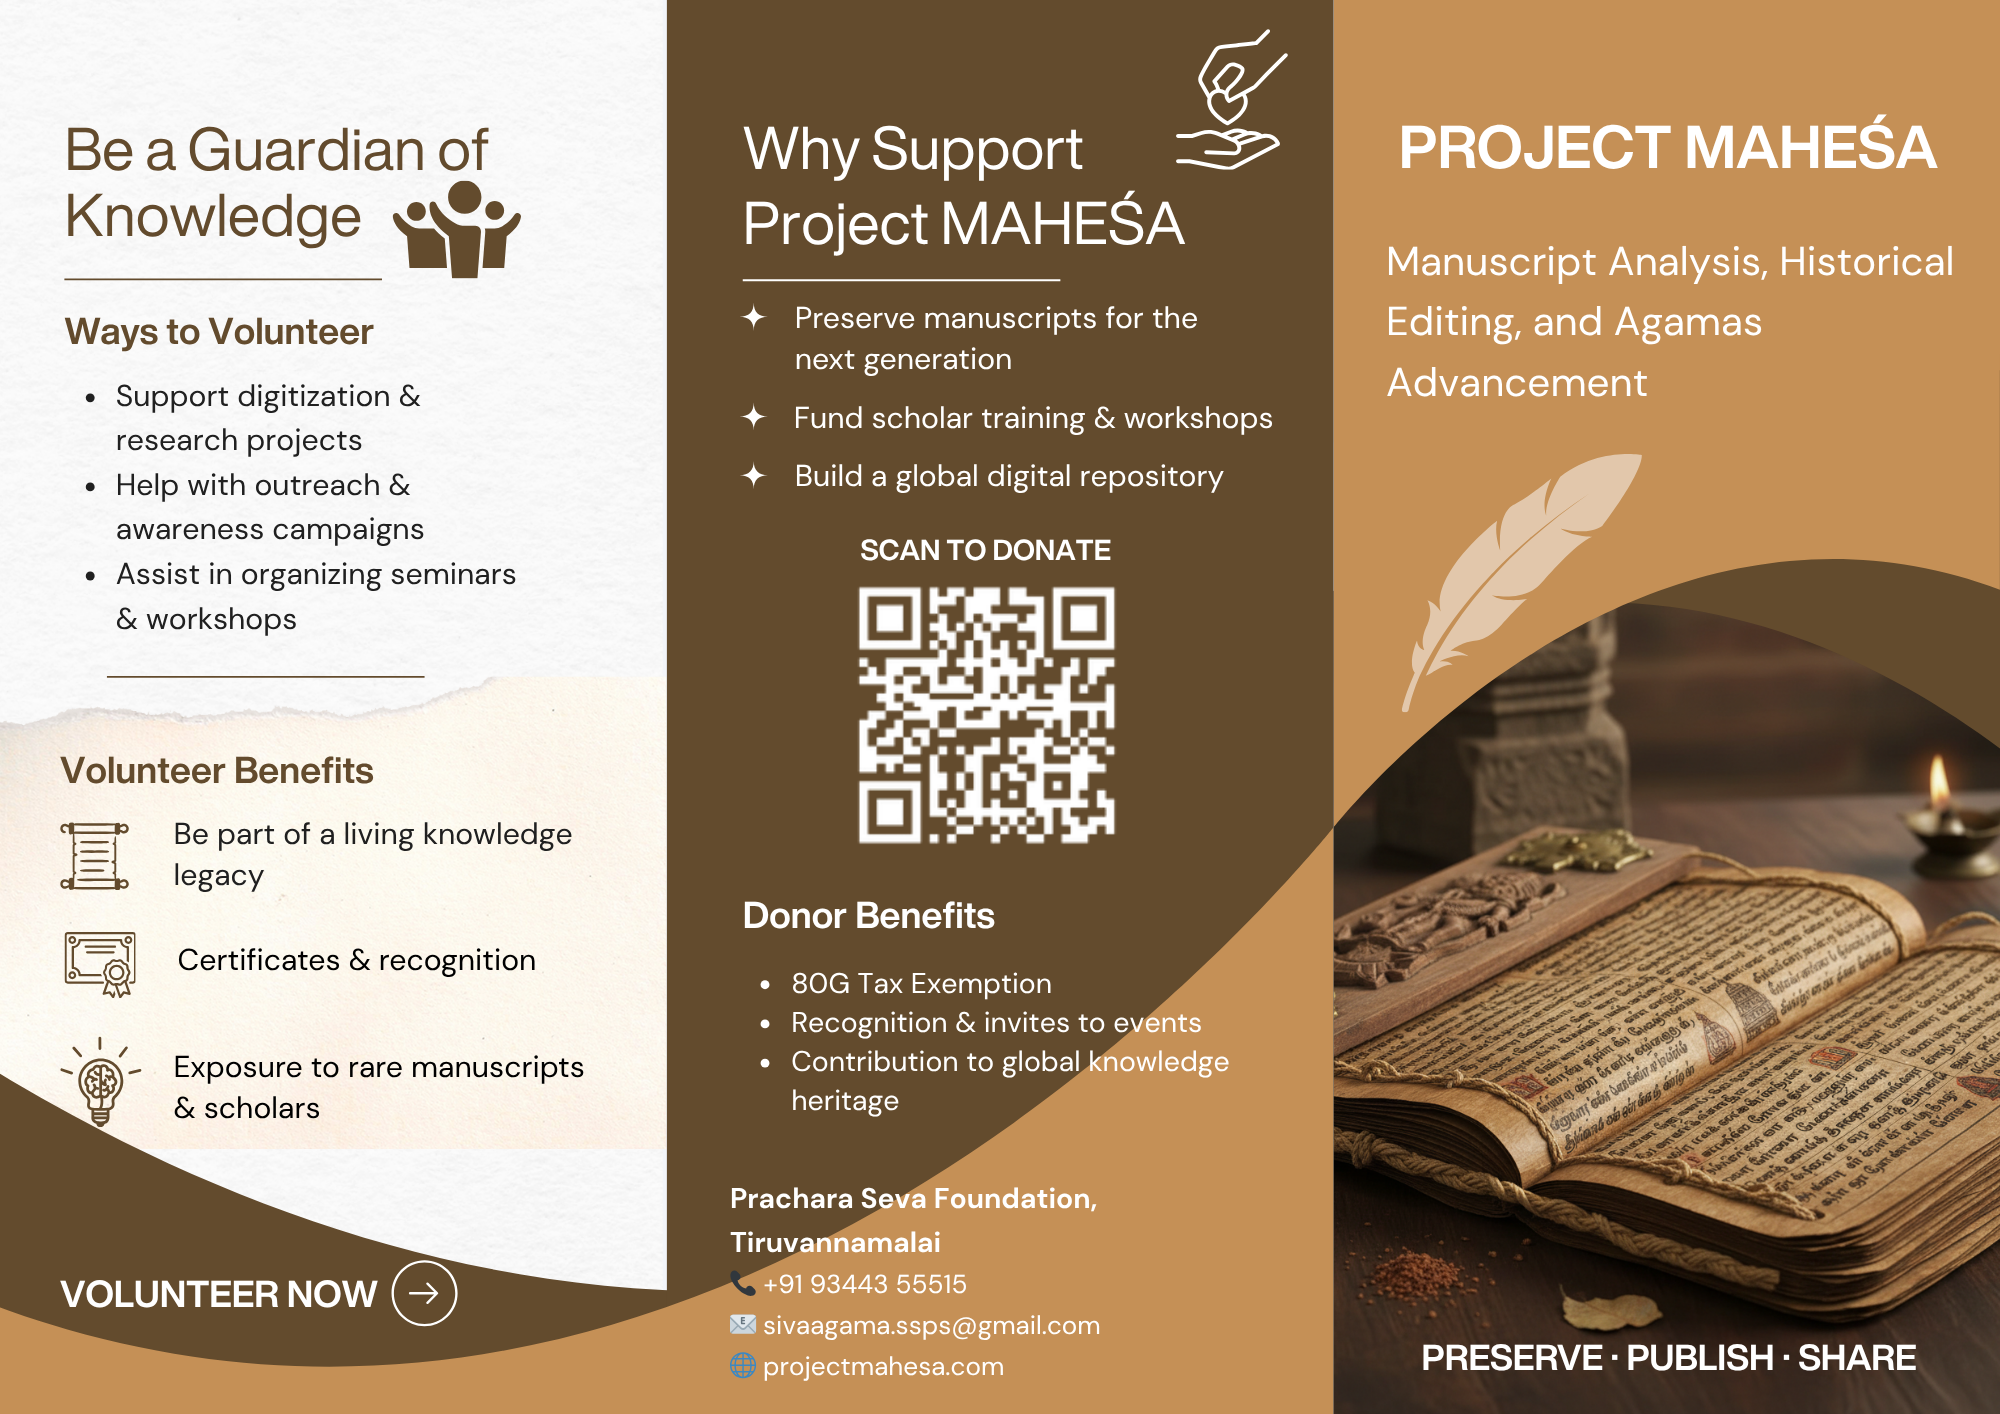 Be a Guardian of
Knowledge
Ways to Volunteer
• Support digitization &
research projects
• Help with outreach &
awareness campaigns
• Assist in organizing seminars
& workshops
Volunteer Benefits
Be part of a living knowledge
legacy
Certificates & recognition
Exposure to rare manuscripts
& scholars
VOLUNTEER NOW
Why Support
Project MAHEŚA
Preserve manuscripts for the
next generation
Fund scholar training & workshops
Build a global digital repository
SCAN TO DONATE
Donor Benefits
• 80G Tax Exemption
• Recognition & invites to events
• Contribution to global knowledge
heritage
Prachara Seva Foundation,
Tiruvannamalai
+91 93443 55515
sivaagama.ssps@gmail.com
projectmahesa.com
PROJECT MAHEŚA
Manuscript Analysis, Historical
Editing, and Agamas
Advancement
PRESERVE · PUBLISH · SHARE